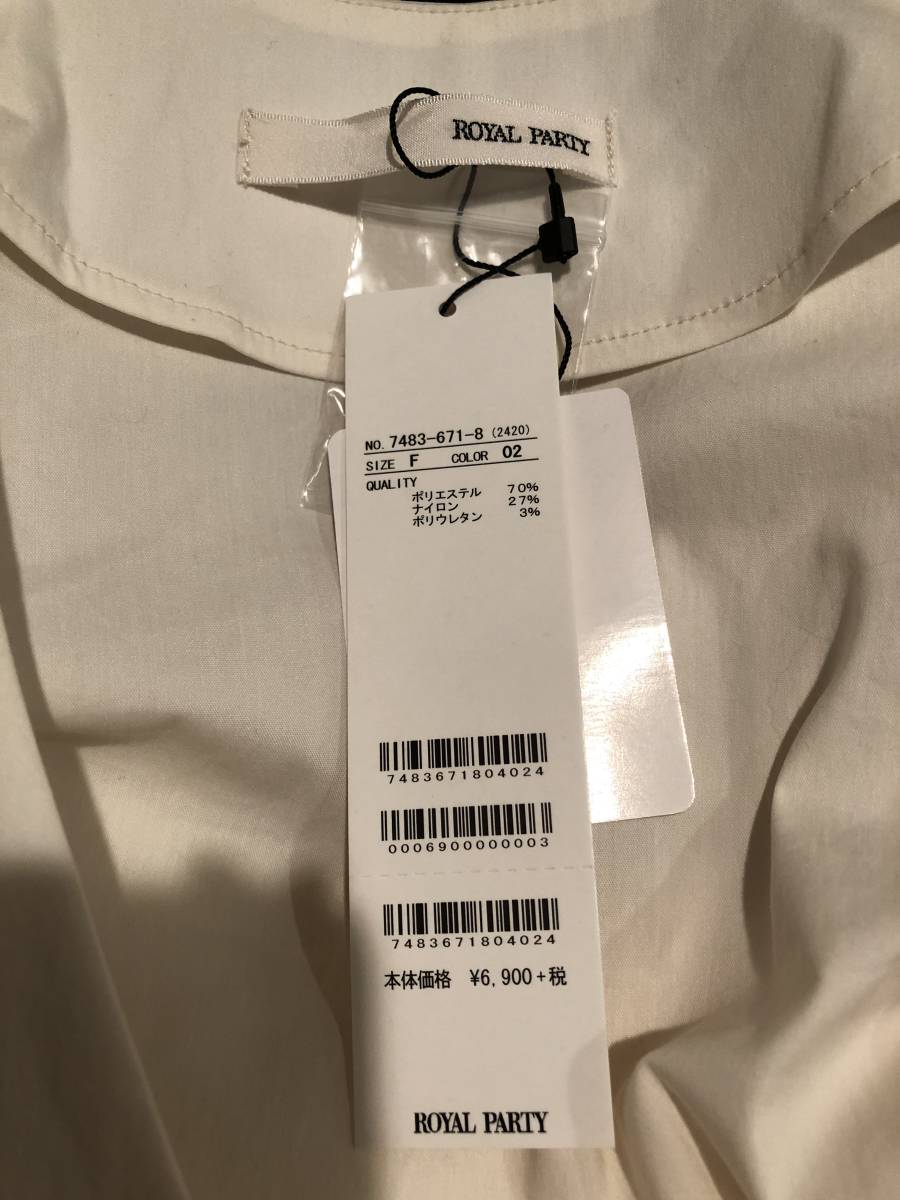 ROYAL PARTY
NO. 7483-671-8 (2420)
SIZE F COLOR 02
QUALITY
ポリエステル 70%
ナイロン 27%
ポリウレタン 3%
7483671804024
0006900000003
7483671804024
本体価格 ¥6,900+税
ROYAL PARTY